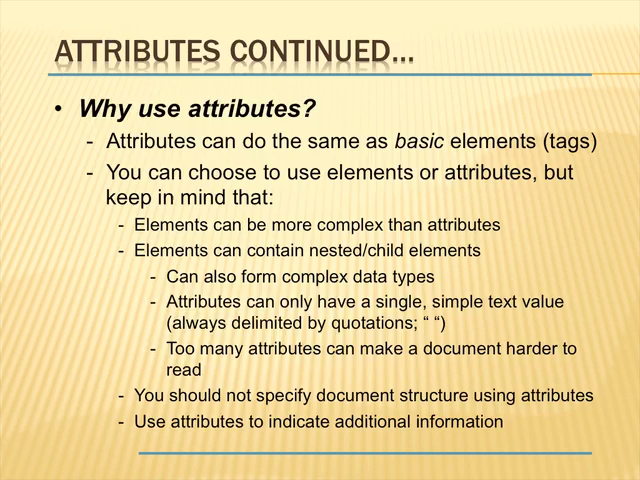 ATTRIBUTES CONTINUED…
• Why use attributes?
- Attributes can do the same as basic elements (tags)
- You can choose to use elements or attributes, but
keep in mind that:
- Elements can be more complex than attributes
- Elements can contain nested/child elements
- Can also form complex data types
- Attributes can only have a single, simple text value
(always delimited by quotations; “ “)
- Too many attributes can make a document harder to
read
- You should not specify document structure using attributes
- Use attributes to indicate additional information